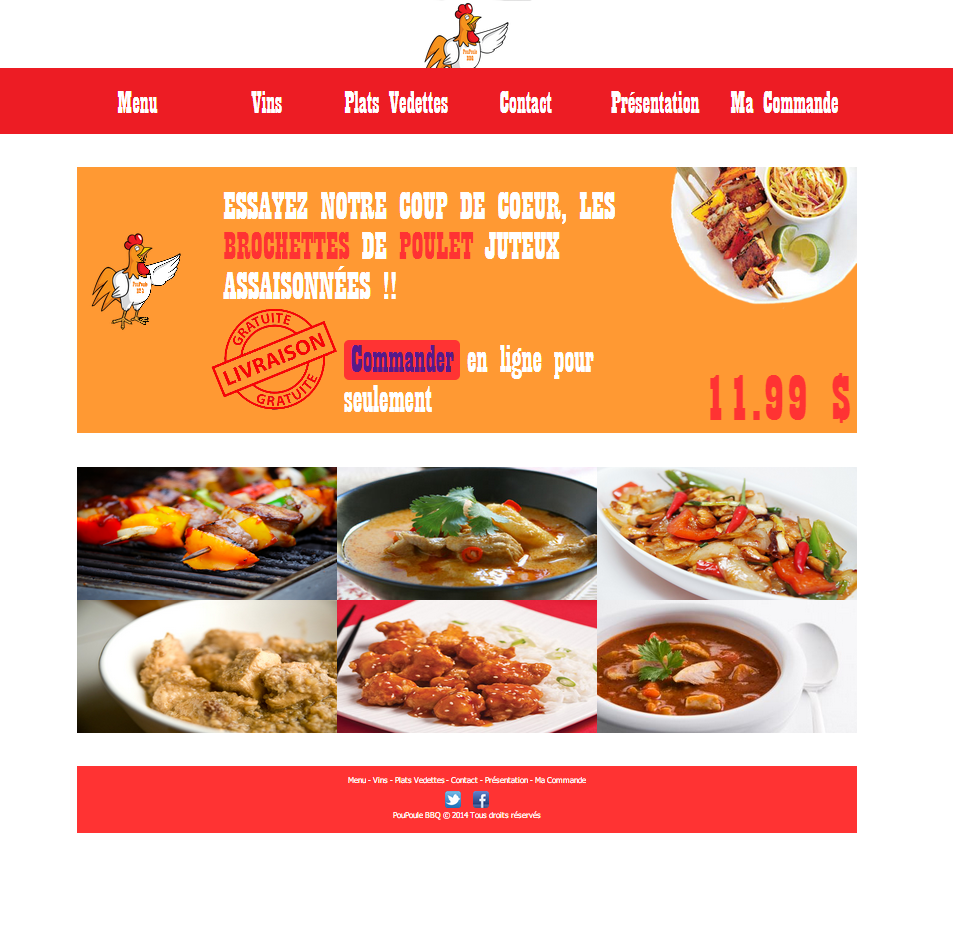 PouPoule
BBQ
Menu Vins Plats Vedettes Contact Présentation Ma Commande
ESSAYEZ NOTRE COUP DE COEUR, LES
BROCHETTES DE POULET JUTEUX
ASSAISONNÉES !!
PouPoule
BBQ
GRATUITE
LIVRAISON
GRATUITE
Commander en ligne pour
seulement
11.99 $
Menu - Vins - Plats Vedettes - Contact - Présentation - Ma Commande
PouPoule BBQ © 2014 Tous droits réservés